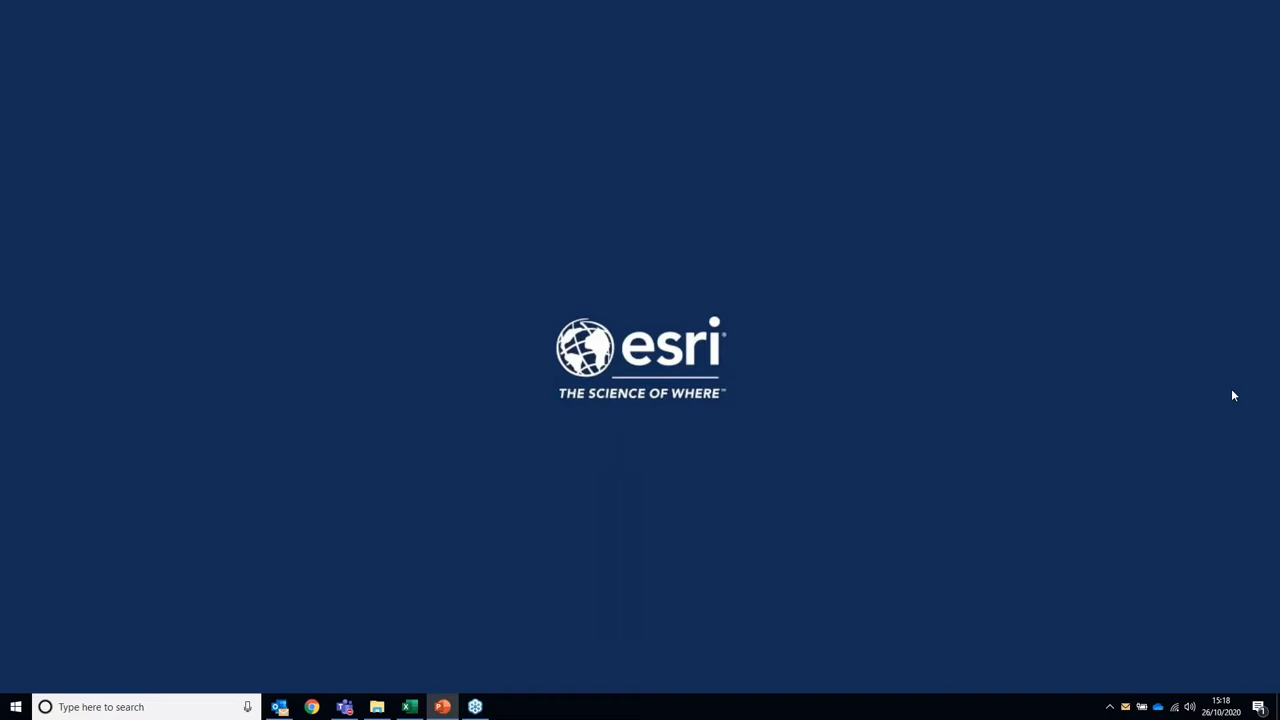 esri
THE SCIENCE OF WHERE™
Type here to search
15:18
26/10/2020